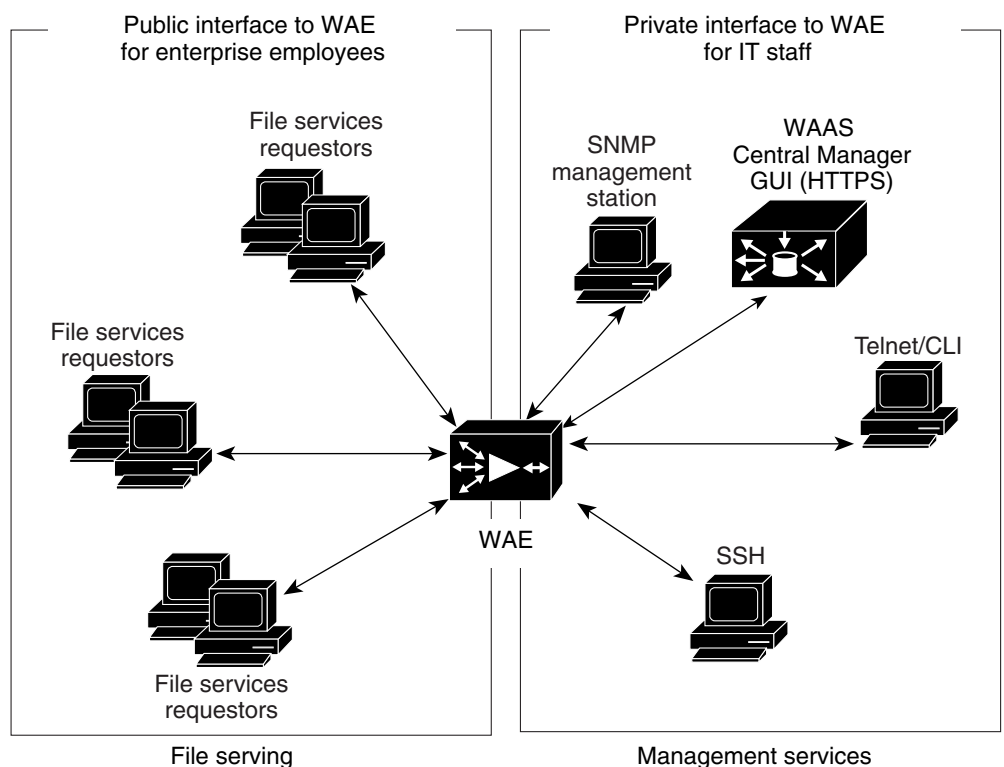 Public interface to WAE
for enterprise employees
Private interface to WAE
for IT staff
File services
requestors
SNMP
management
station
WAAS
Central Manager
GUI (HTTPS)
File services
requestors
Telnet/CLI
WAE
SSH
File services
requestors
File serving
Management services